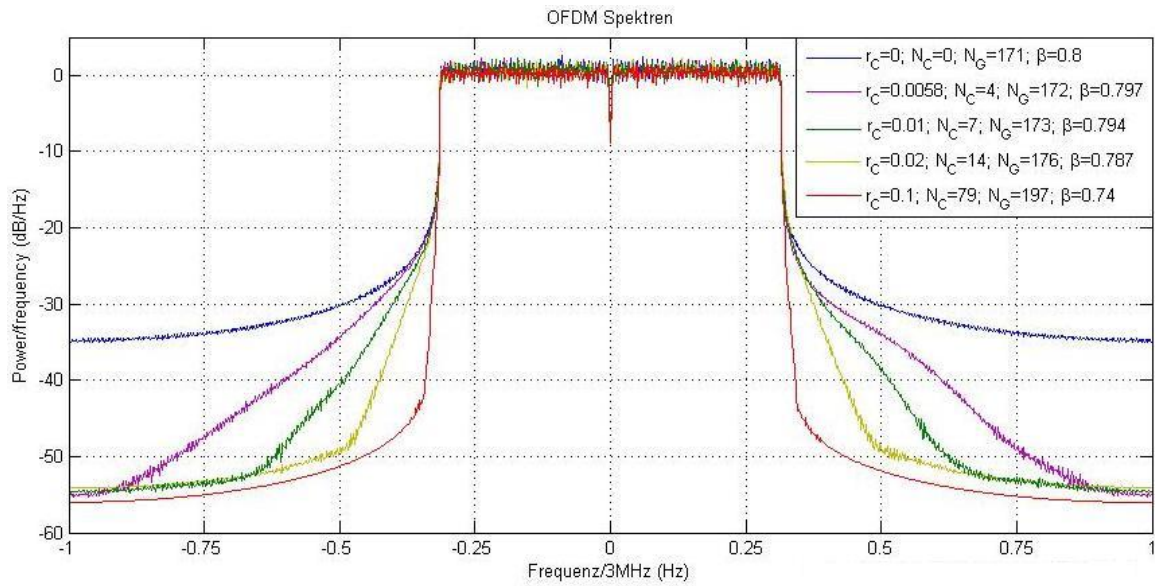 OFDM Spektren
r_C=0; N_C=0; N_G=171; β=0.8
r_C=0.0058; N_C=4; N_G=172; β=0.797
r_C=0.01; N_C=7; N_G=173; β=0.794
r_C=0.02; N_C=14; N_G=176; β=0.787
r_C=0.1; N_C=79; N_G=197; β=0.74
Power/frequency (dB/Hz)
0
-10
-20
-30
-40
-50
-60
-1 -0.75 -0.5 -0.25 0 0.25 0.5 0.75 1
Frequenz/3MHz (Hz)